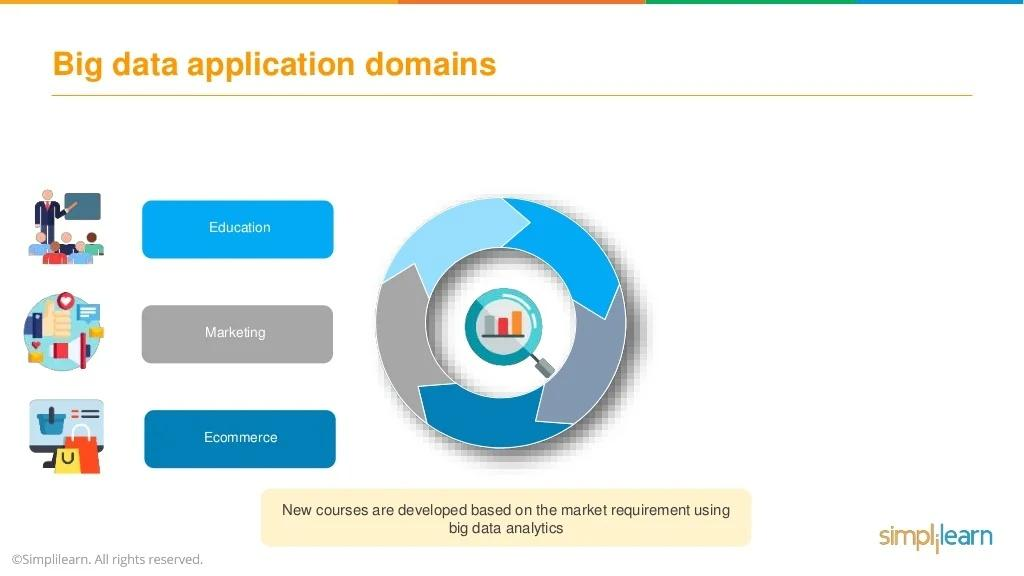 Big data application domains
Education
Marketing
Ecommerce
New courses are developed based on the market requirement using
big data analytics
simplilearn
©Simplilearn. All rights reserved.